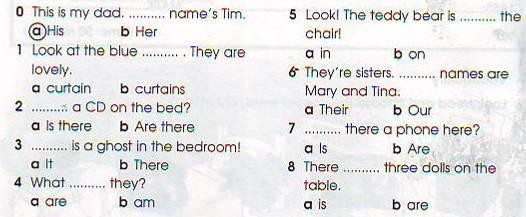 0 This is my dad. .......... name's Tim.
a His b Her
1 Look at the blue .......... . They are
lovely.
a curtain b curtains
2 .......... a CD on the bed?
a Is there b Are there
3 .......... is a ghost in the bedroom!
a It b There
4 What .......... they?
a are b am
5 Look! The teddy bear is .......... the
chair!
a in b on
6 They're sisters. .......... names are
Mary and Tina.
a Their b Our
7 .......... there a phone here?
a Is b Are
8 There .......... three dolls on the
table.
a is b are